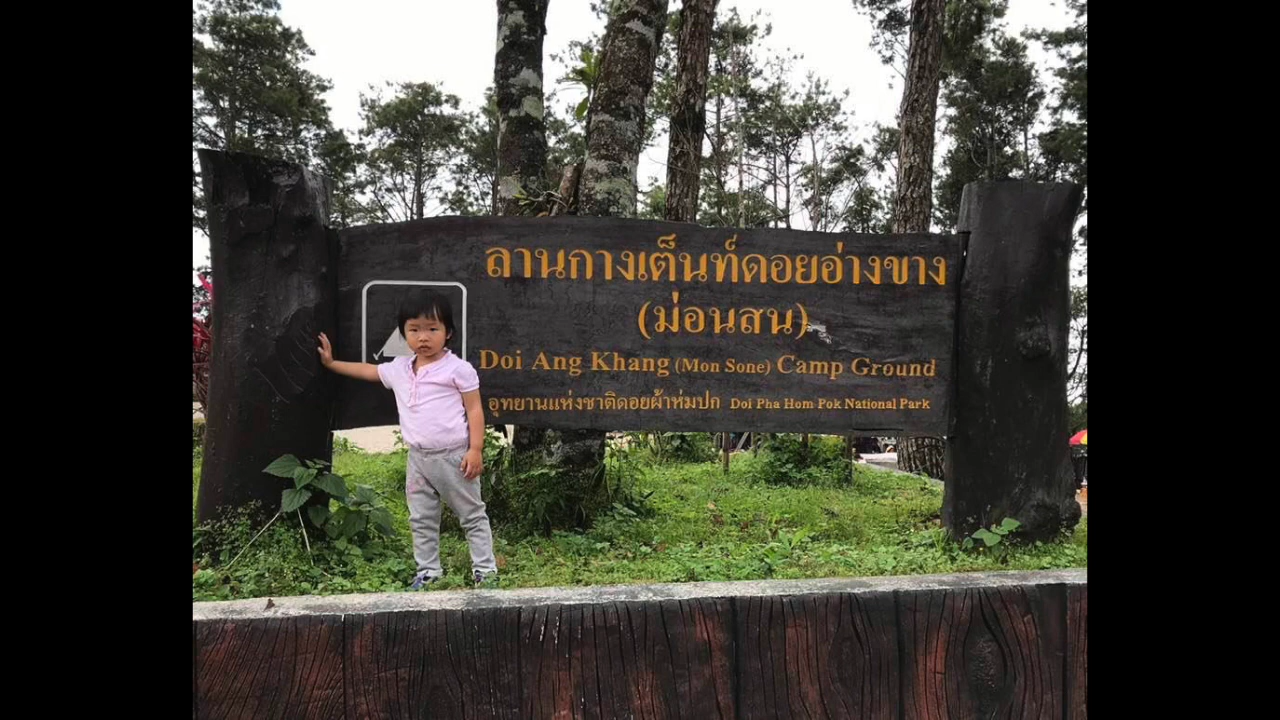 ลานกางเต็นท์ดอยอ่างขาง
(ม่อนสน)
Doi Ang Khang (Mon Sone) Camp Ground
อุทยานแห่งชาติดอยผ้าห่มปก Doi Pha Hom Pok National Park